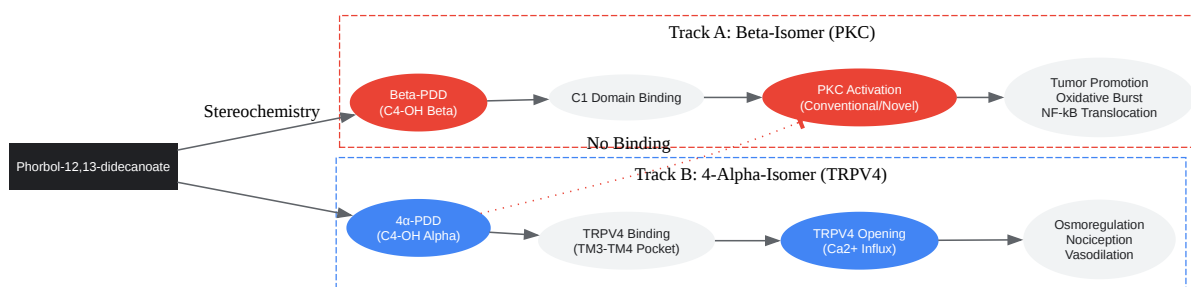 Track A: Beta-Isomer (PKC)
Stereochemistry
Beta-PDD
(C4-OH Beta)
C1 Domain Binding
PKC Activation
(Conventional/Novel)
Tumor Promotion
Oxidative Burst
NF-kB Translocation
No Binding
Phorbol-12,13-didecanoate
Track B: 4-Alpha-Isomer (TRPV4)
4α-PDD
(C4-OH Alpha)
TRPV4 Binding
(TM3-TM4 Pocket)
TRPV4 Opening
(Ca2+ Influx)
Osmoregulation
Nociception
Vasodilation